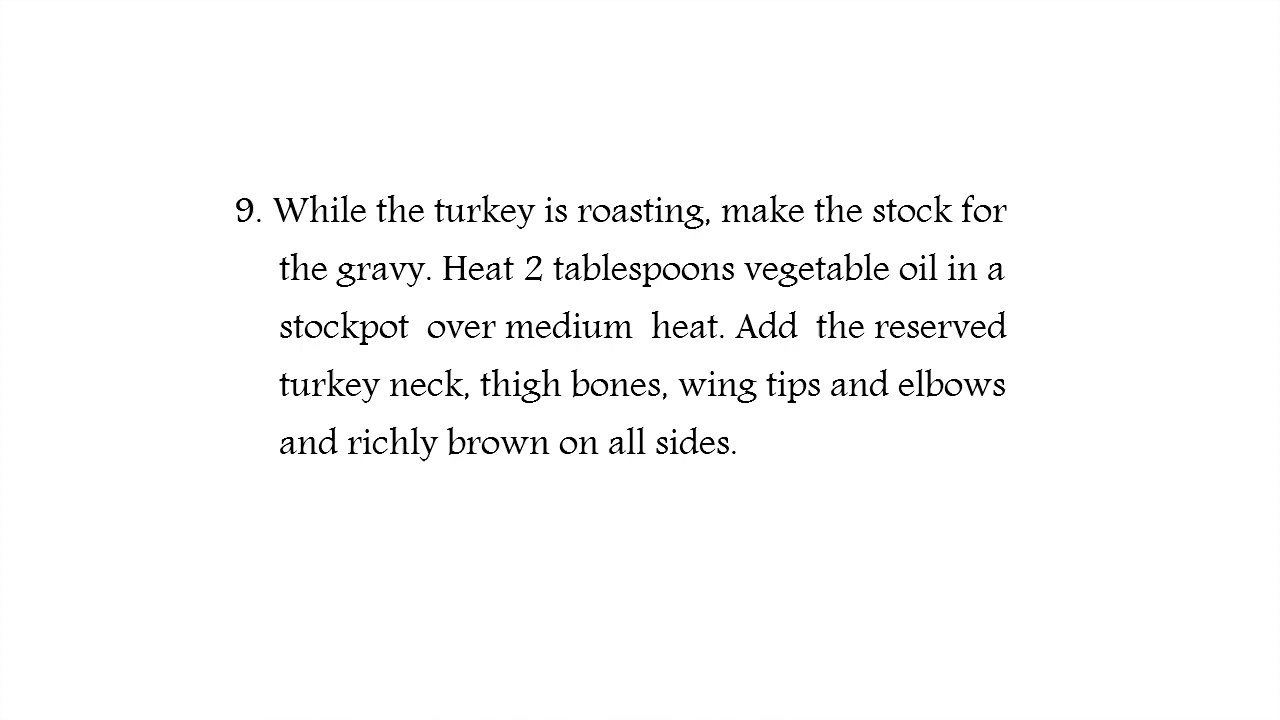 9. While the turkey is roasting, make the stock for
the gravy. Heat 2 tablespoons vegetable oil in a
stockpot over medium heat. Add the reserved
turkey neck, thigh bones, wing tips and elbows
and richly brown on all sides.